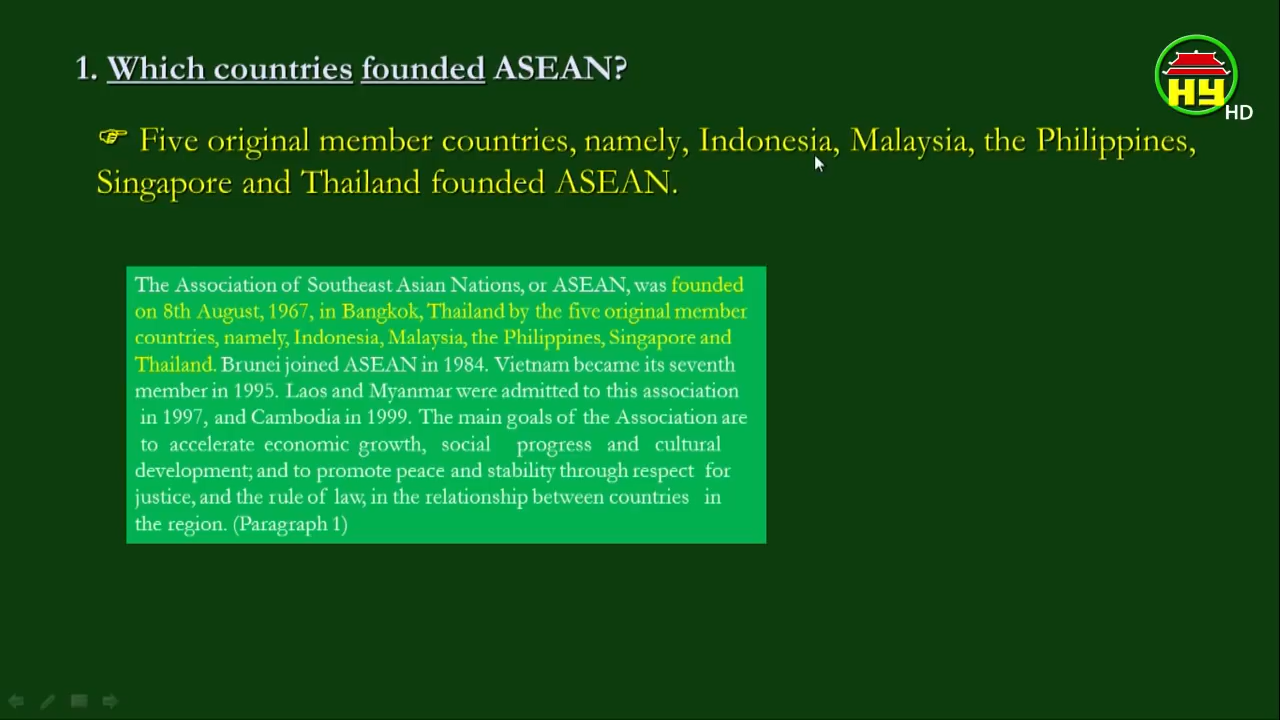 1. Which countries founded ASEAN?
HY
HD
☞ Five original member countries, namely, Indonesia, Malaysia, the Philippines,
Singapore and Thailand founded ASEAN.
The Association of Southeast Asian Nations, or ASEAN, was founded
on 8th August, 1967, in Bangkok, Thailand by the five original member
countries, namely, Indonesia, Malaysia, the Philippines, Singapore and
Thailand. Brunei joined ASEAN in 1984. Vietnam became its seventh
member in 1995. Laos and Myanmar were admitted to this association
in 1997, and Cambodia in 1999. The main goals of the Association are
to accelerate economic growth, social progress and cultural
development; and to promote peace and stability through respect for
justice, and the rule of law, in the relationship between countries in
the region. (Paragraph 1)